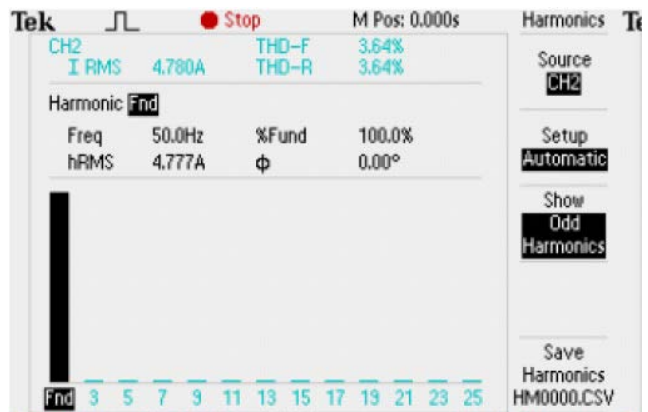 Tek Stop M Pos: 0.000s Harmonics Te
CH2 THD-F 3.64%
I RMS 4.780A THD-R 3.64%
Harmonic Fnd
Freq 50.0Hz %Fund 100.0%
hRMS 4.777A Φ 0.00°
Fnd 3 5 7 9 11 13 15 17 19 21 23 25
Source
CH2
Setup
Automatic
Show
Odd
Harmonics
Save
Harmonics
HM0000.CSV